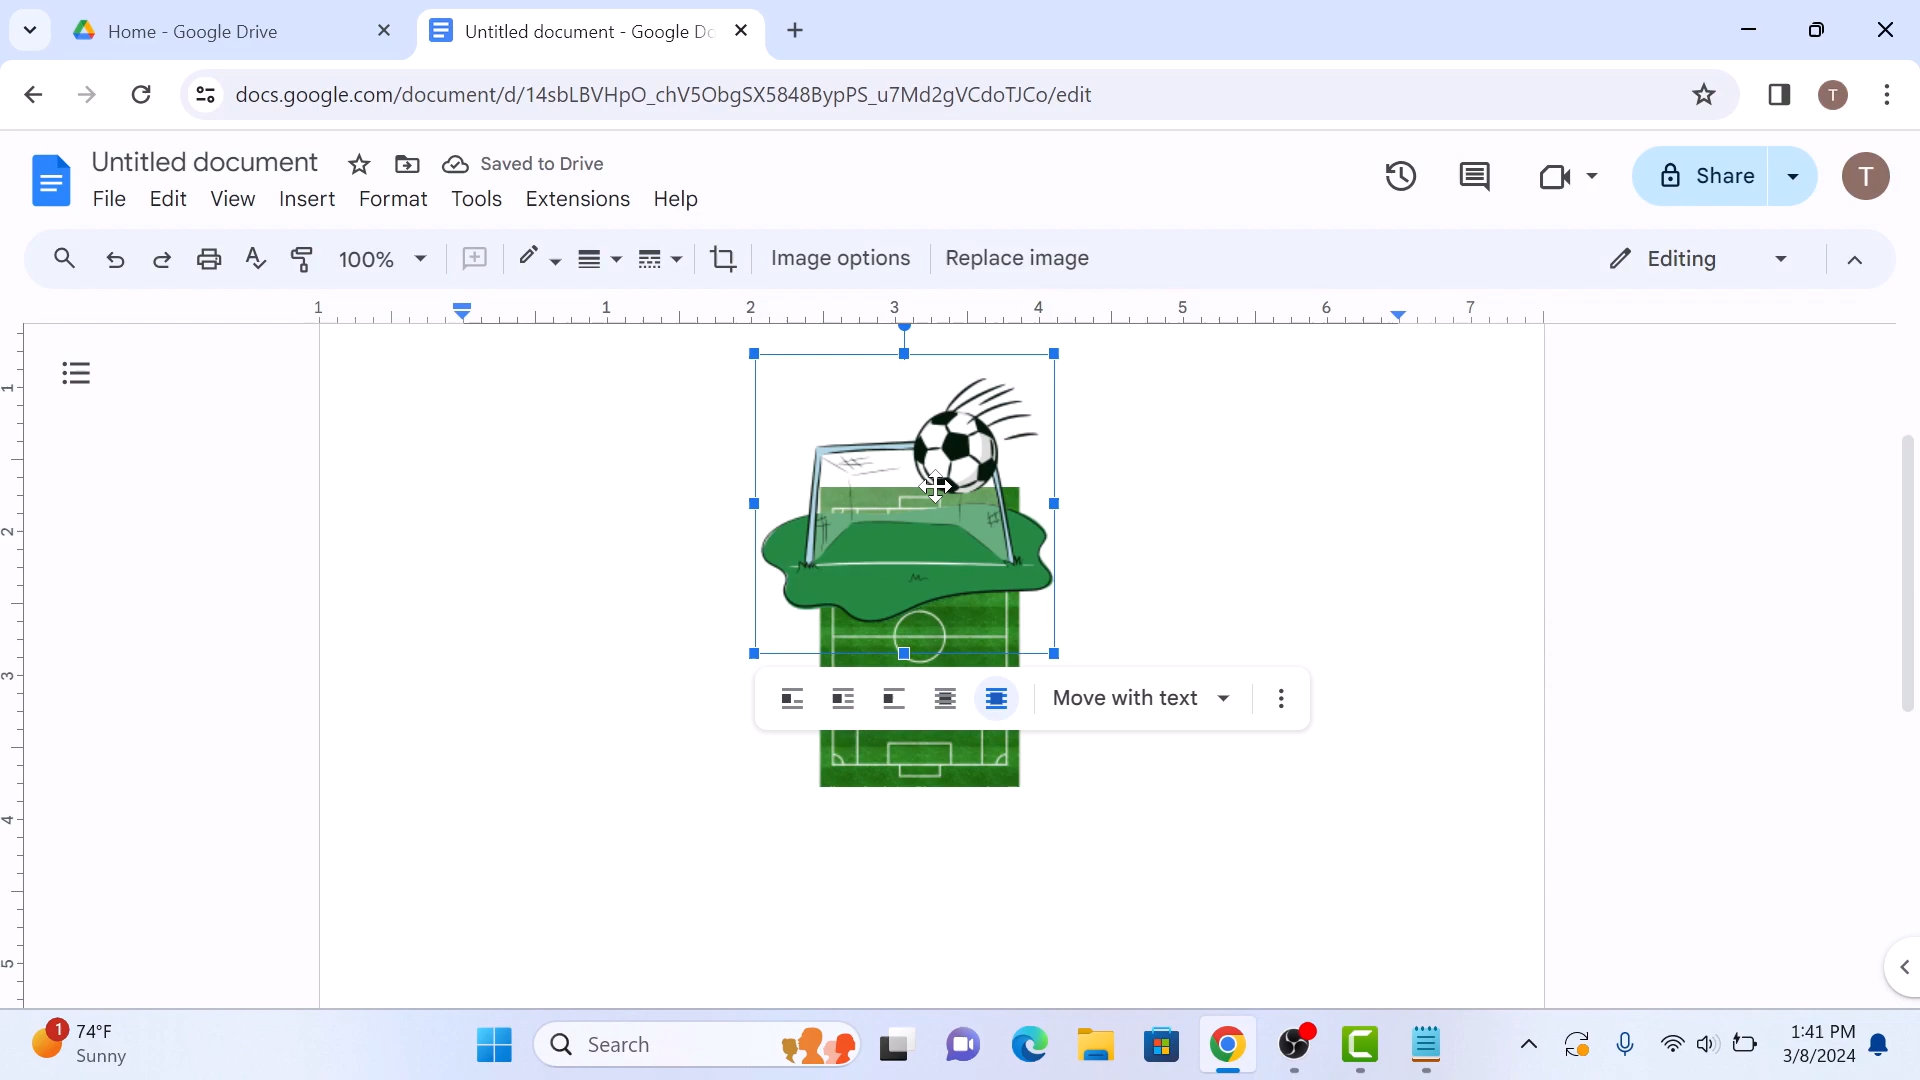 Home - Google Drive
Untitled document - Google Do
docs.google.com/document/d/14sbLBVHpO_chV5ObgSX5848BypPS_u7Md2gVCdoTJCo/edit
T
Untitled document
Saved to Drive
File Edit View Insert Format Tools Extensions Help
Share
T
100%
Image options
Replace image
Editing
1 1 2 3 4 5 6 7
1
2
3
4
5
Move with text
1
74°F
Sunny
Search
1:41 PM
3/8/2024